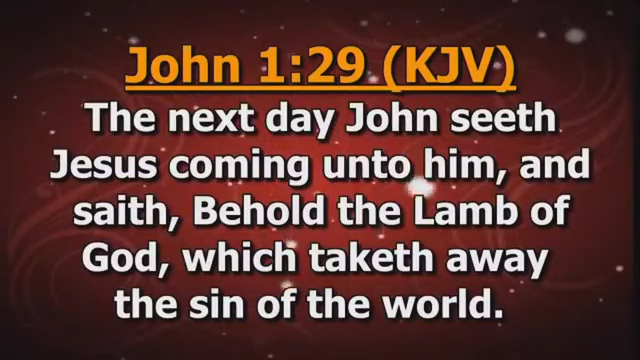 John 1:29 (KJV)
The next day John seeth
Jesus coming unto him, and
saith, Behold the Lamb of
God, which taketh away
the sin of the world.